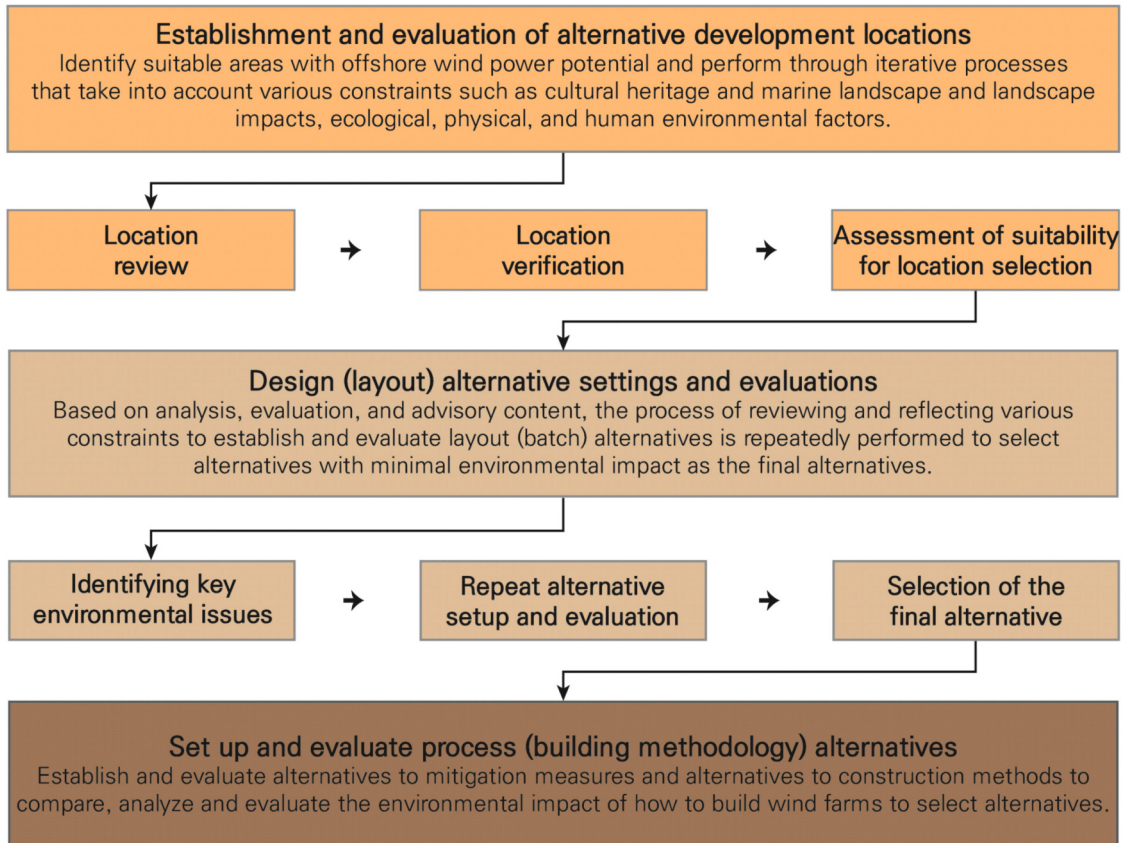 Establishment and evaluation of alternative development locations
Identify suitable areas with offshore wind power potential and perform through iterative processes
that take into account various constraints such as cultural heritage and marine landscape and landscape
impacts, ecological, physical, and human environmental factors.
Location
review
Location
verification
Assessment of suitability
for location selection
Design (layout) alternative settings and evaluations
Based on analysis, evaluation, and advisory content, the process of reviewing and reflecting various
constraints to establish and evaluate layout (batch) alternatives is repeatedly performed to select
alternatives with minimal environmental impact as the final alternatives.
Identifying key
environmental issues
Repeat alternative
setup and evaluation
Selection of the
final alternative
Set up and evaluate process (building methodology) alternatives
Establish and evaluate alternatives to mitigation measures and alternatives to construction methods to
compare, analyze and evaluate the environmental impact of how to build wind farms to select alternatives.